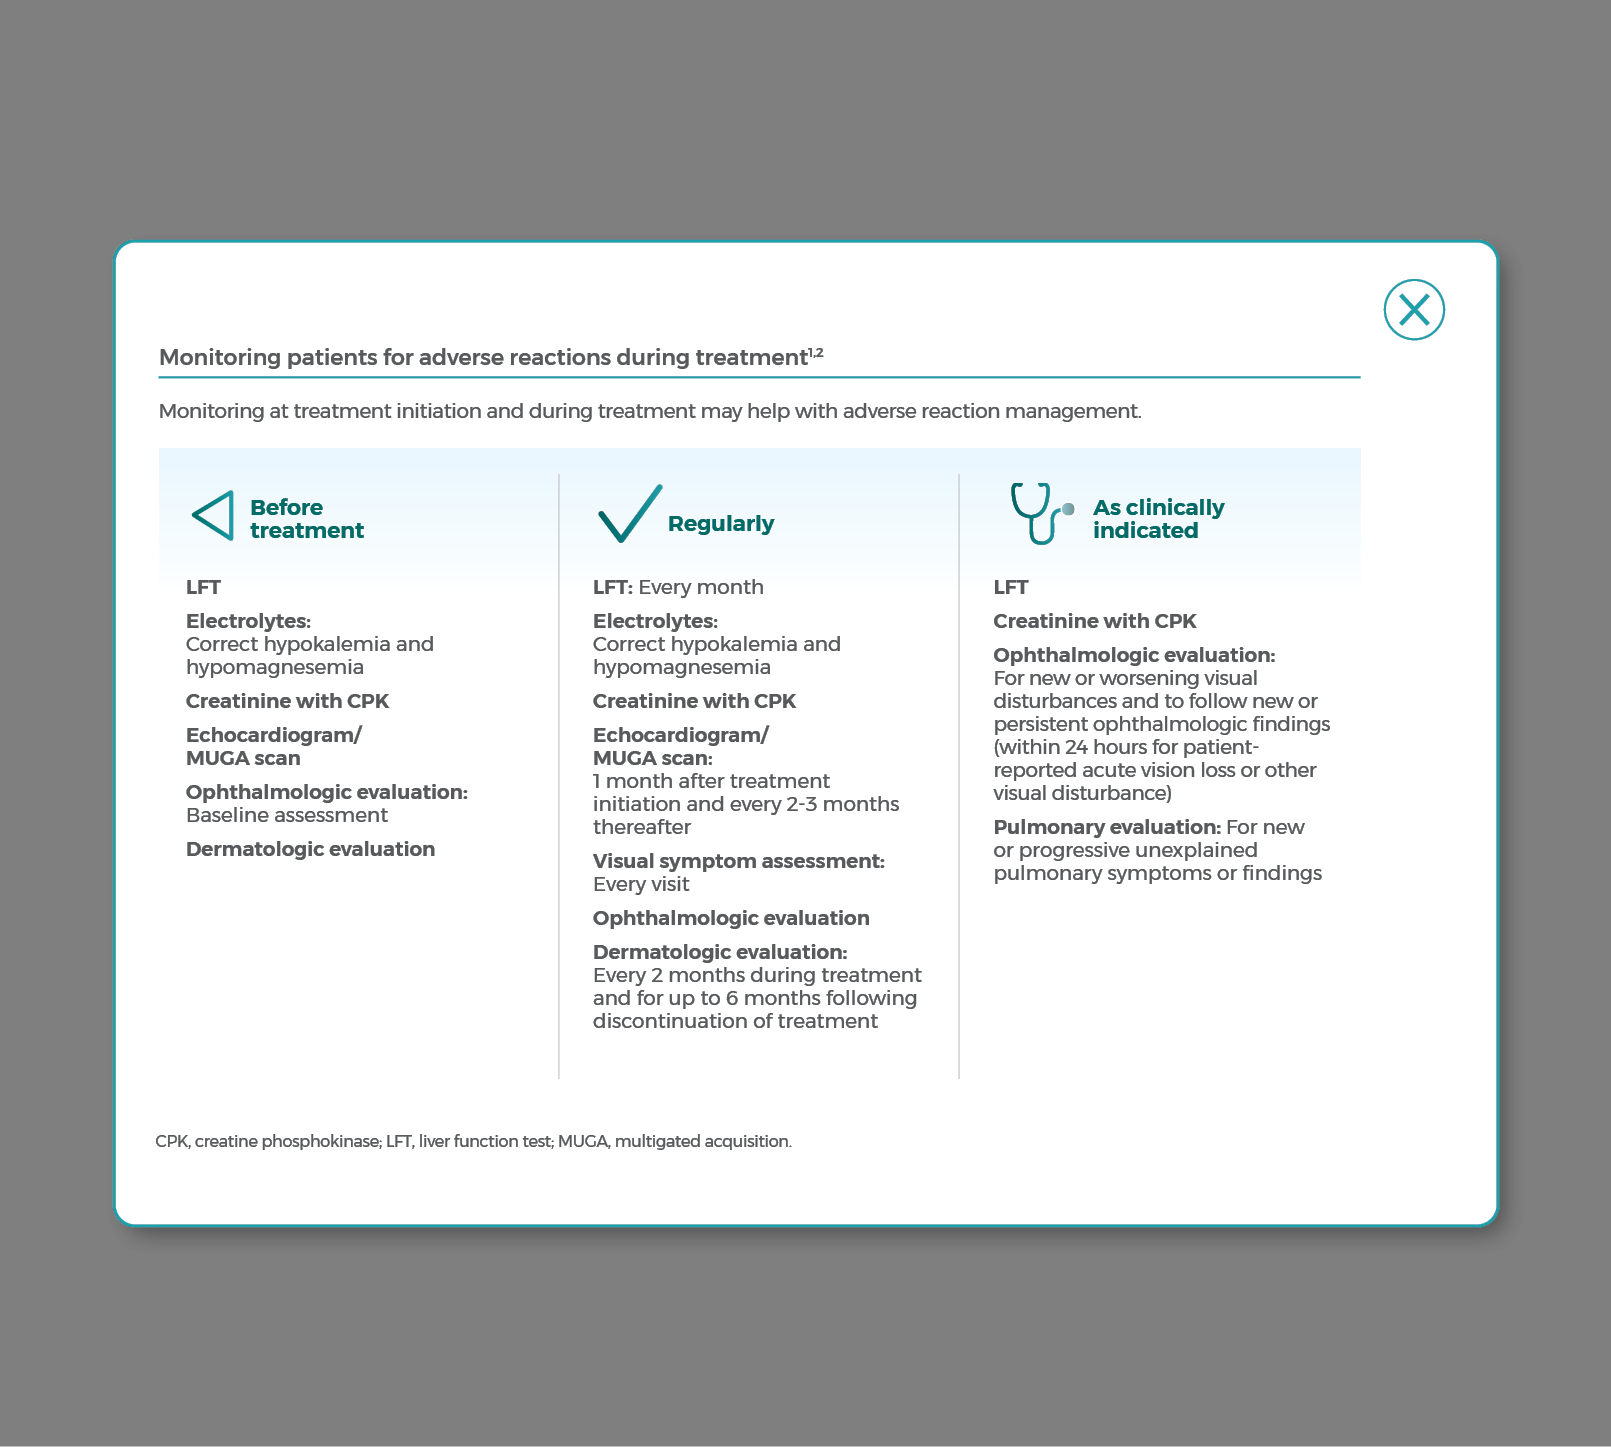 Monitoring patients for adverse reactions during treatment1,2
Monitoring at treatment initiation and during treatment may help with adverse reaction management.
Before
treatment
LFT
Electrolytes:
Correct hypokalemia and
hypomagnesemia
Creatinine with CPK
Echocardiogram/
MUGA scan
Ophthalmologic evaluation:
Baseline assessment
Dermatologic evaluation
Regularly
LFT: Every month
Electrolytes:
Correct hypokalemia and
hypomagnesemia
Creatinine with CPK
Echocardiogram/
MUGA scan:
1 month after treatment
initiation and every 2-3 months
thereafter
Visual symptom assessment:
Every visit
Ophthalmologic evaluation
Dermatologic evaluation:
Every 2 months during treatment
and for up to 6 months following
discontinuation of treatment
As clinically
indicated
LFT
Creatinine with CPK
Ophthalmologic evaluation:
For new or worsening visual
disturbances and to follow new or
persistent ophthalmologic findings
(within 24 hours for patient-
reported acute vision loss or other
visual disturbance)
Pulmonary evaluation: For new
or progressive unexplained
pulmonary symptoms or findings
CPK, creatine phosphokinase; LFT, liver function test; MUGA, multigated acquisition.